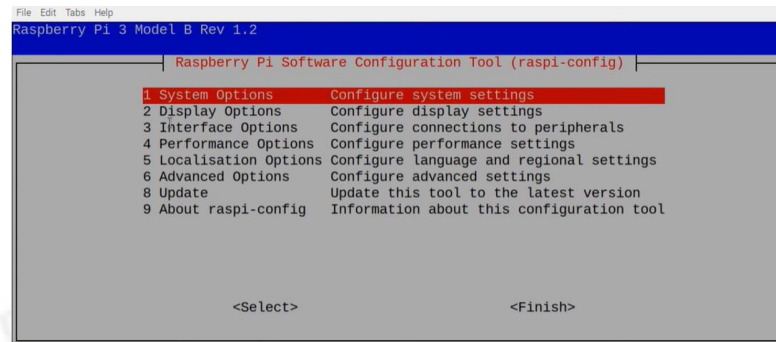 File Edit Tabs Help
Raspberry Pi 3 Model B Rev 1.2
Raspberry Pi Software Configuration Tool (raspi-config)
1 System Options Configure system settings
2 Display Options Configure display settings
3 Interface Options Configure connections to peripherals
4 Performance Options Configure performance settings
5 Localisation Options Configure language and regional settings
6 Advanced Options Configure advanced settings
8 Update Update this tool to the latest version
9 About raspi-config Information about this configuration tool
<Select> <Finish>